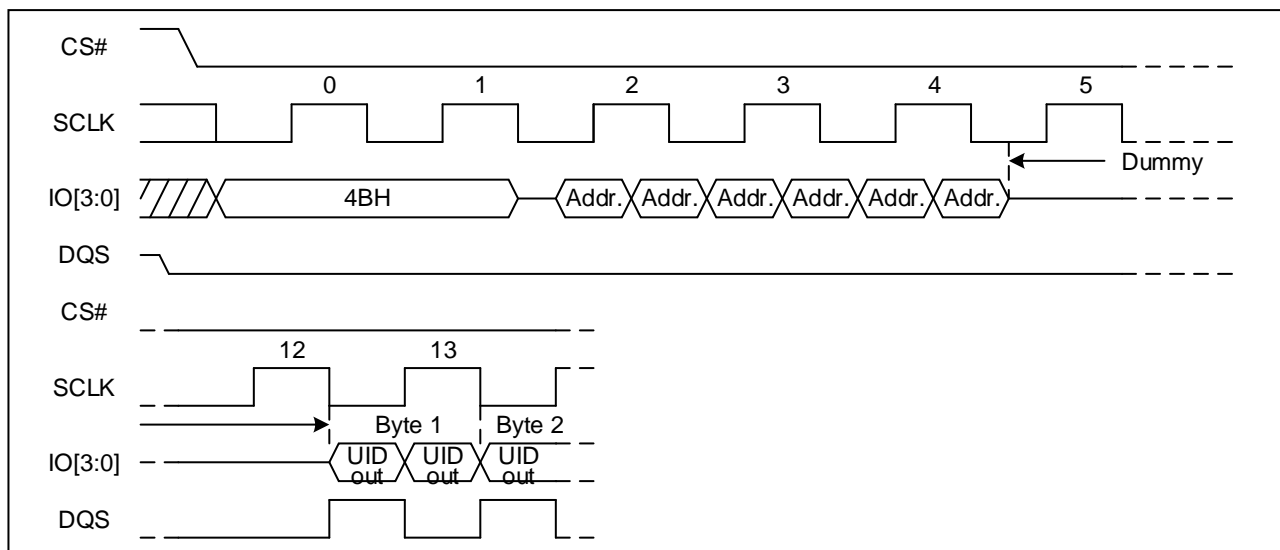 CS#
0 1 2 3 4 5
SCLK
Dummy
IO[3:0] 4BH Addr. Addr. Addr. Addr. Addr. Addr.
DQS
CS#
12 13
SCLK
Byte 1 Byte 2
IO[3:0] UID UID UID
out out out
DQS